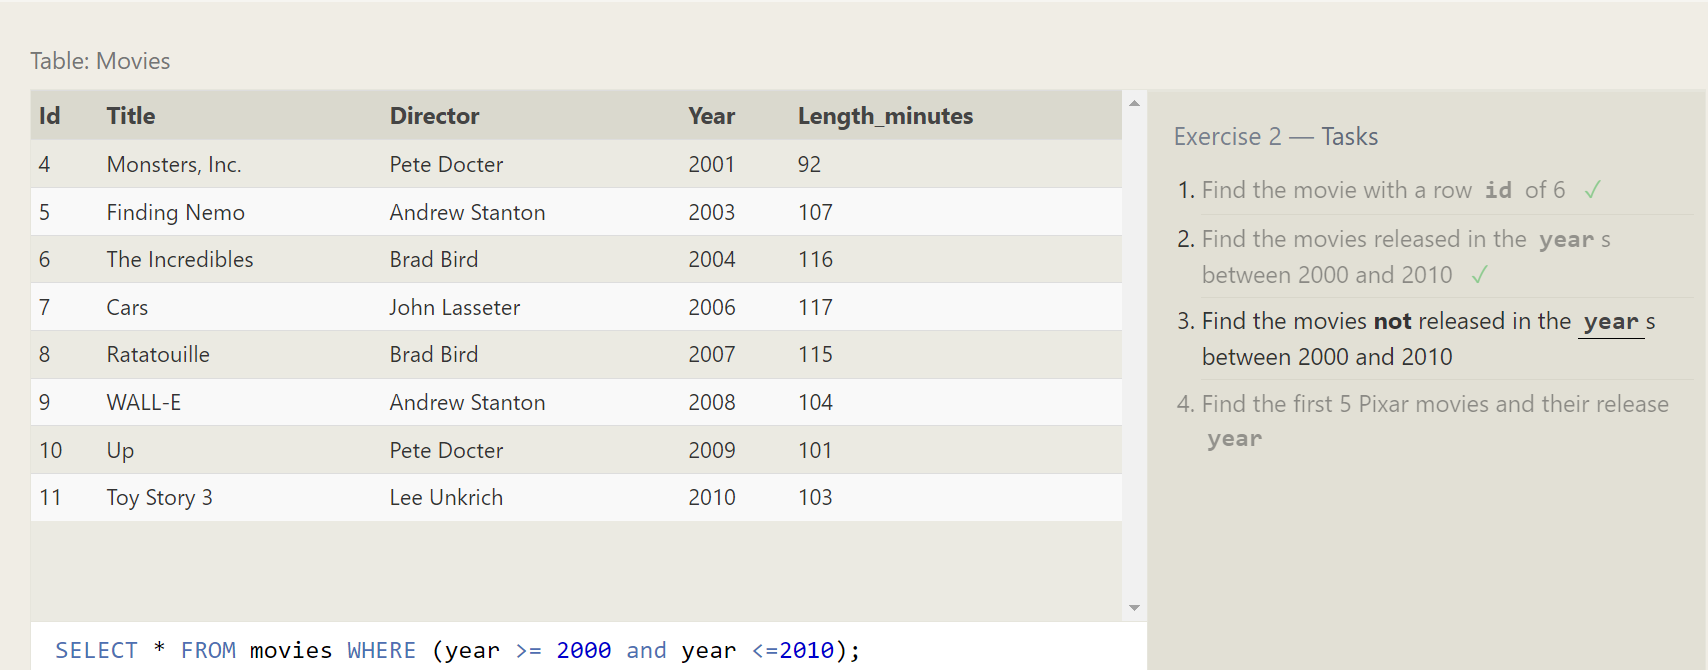 Table: Movies
Id Title Director Year Length_minutes
4 Monsters, Inc. Pete Docter 2001 92
5 Finding Nemo Andrew Stanton 2003 107
6 The Incredibles Brad Bird 2004 116
7 Cars John Lasseter 2006 117
8 Ratatouille Brad Bird 2007 115
9 WALL-E Andrew Stanton 2008 104
10 Up Pete Docter 2009 101
11 Toy Story 3 Lee Unkrich 2010 103
SELECT * FROM movies WHERE (year >= 2000 and year <=2010);
Exercise 2 — Tasks
1. Find the movie with a row id of 6 ✓
2. Find the movies released in the year s
between 2000 and 2010 ✓
3. Find the movies not released in the year s
between 2000 and 2010
4. Find the first 5 Pixar movies and their release
year